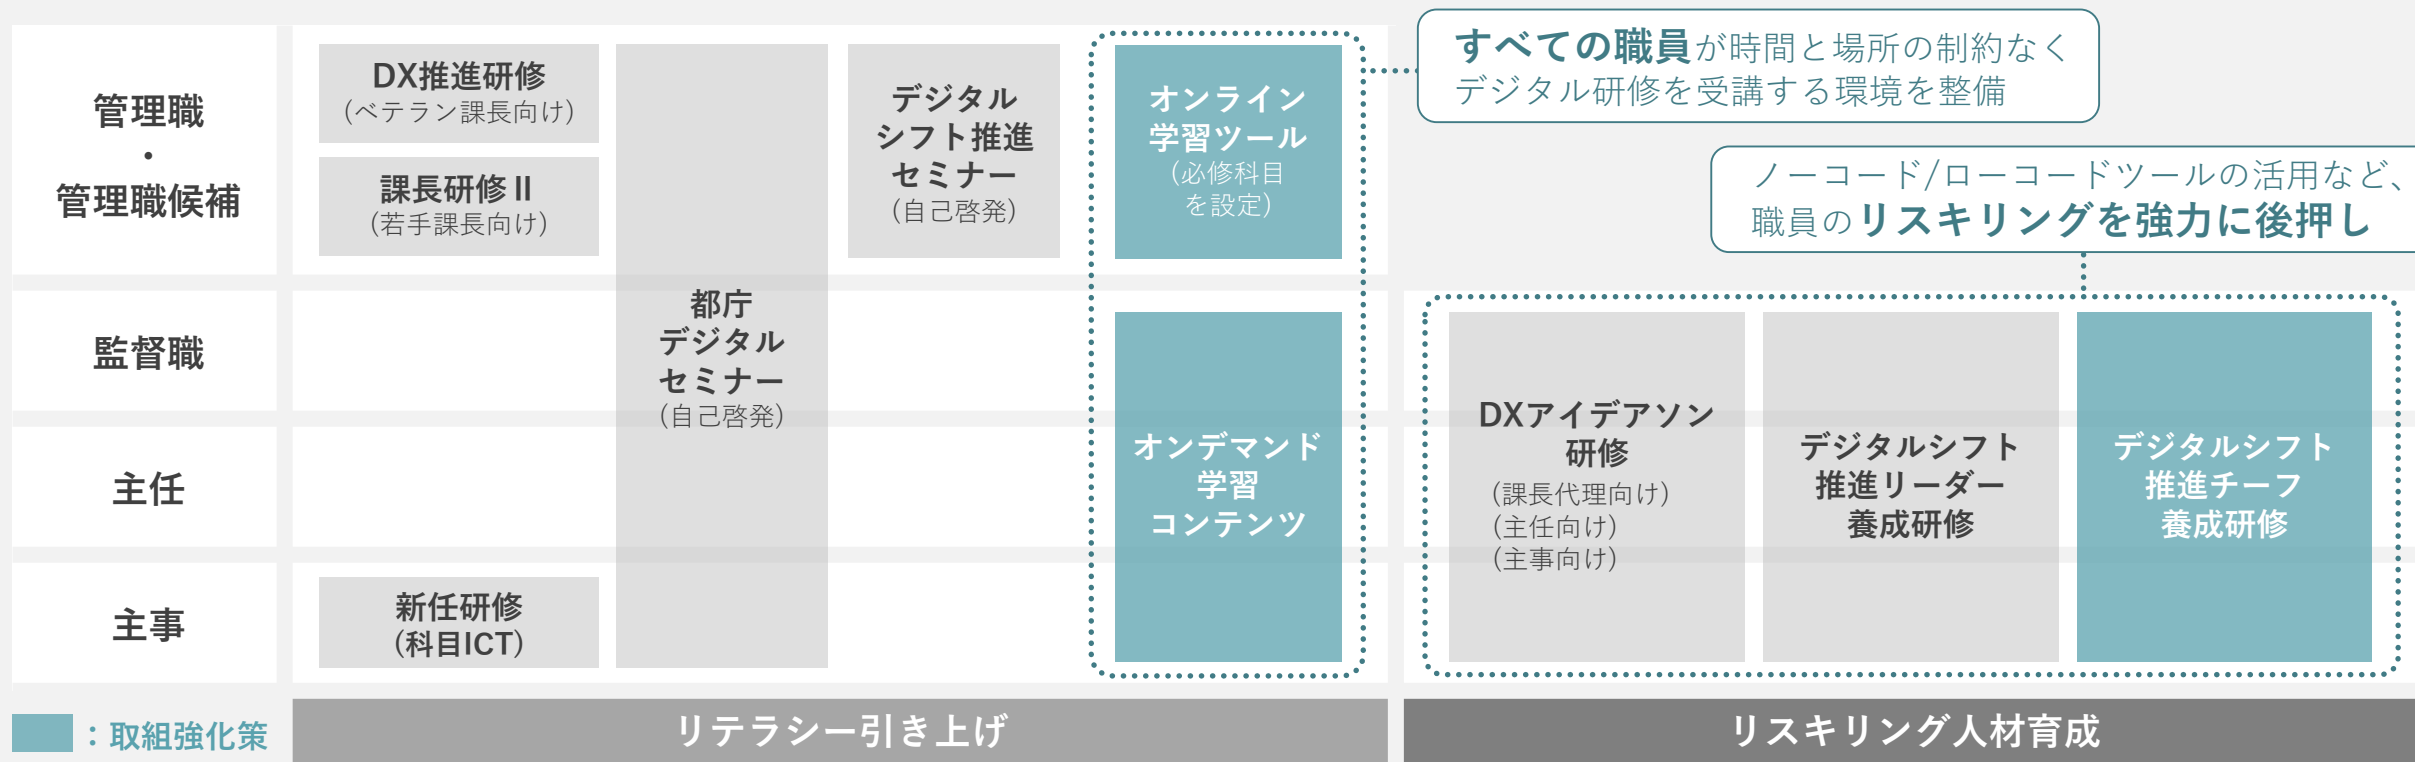 管理職
・
管理職候補
監督職
主任
主事
DX推進研修
(ベテラン課長向け)
課長研修Ⅱ
(若手課長向け)
新任研修
(科目ICT)
都庁
デジタル
セミナー
(自己啓発)
デジタル
シフト推進
セミナー
(自己啓発)
オンライン
学習ツール
(必修科目
を設定)
オンデマンド
学習
コンテンツ
すべての職員が時間と場所の制約なく
デジタル研修を受講する環境を整備
ノーコード/ローコードツールの活用など、
職員のリスキリングを強力に後押し
DXアイデアソン
研修
(課長代理向け)
(主任向け)
(主事向け)
デジタルシフト
推進リーダー
養成研修
デジタルシフト
推進チーフ
養成研修
：取組強化策
リテラシー引き上げ
リスキリング人材育成